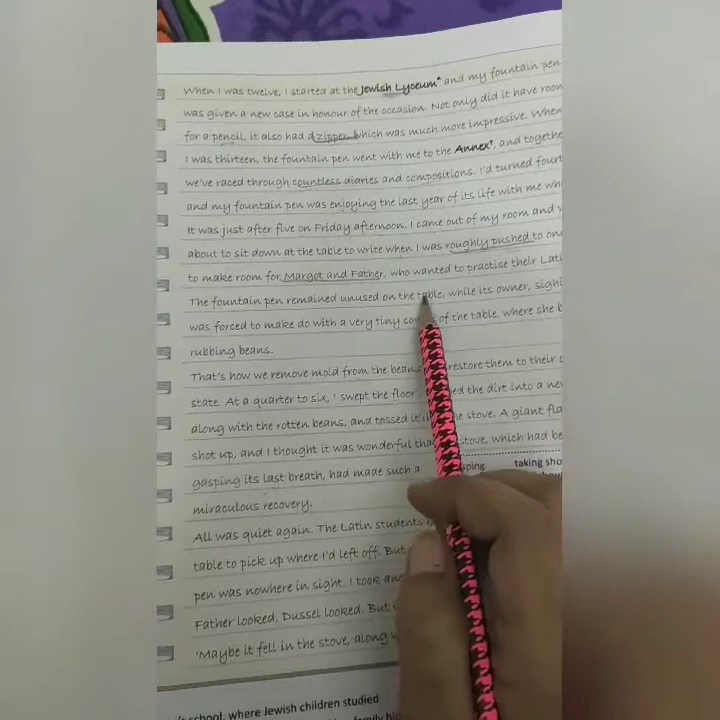 When I was twelve, I started at the Jewish Lyceum* and my fountain pen
was given a new case in honour of the occasion. Not only did it have room
for a pencil, it also had a zipper, which was much more impressive. When
I was thirteen, the fountain pen went with me to the Annex*, and togethe
we've raced through countless diaries and compositions. I'd turned fourt
and my fountain pen was enjoying the last year of its life with me wh
It was just after five on Friday afternoon. I came out of my room and w
about to sit down at the table to write when I was roughly pushed to on
to make room for Margot and Father, who wanted to practise their Lati
The fountain pen remained unused on the table, while its owner, sighi
was forced to make do with a very tiny of the table, where she b
rubbing beans.
That's how we remove mold from the beans restore them to their
state. At a quarter to six, I swept the floor, the dirt into a ne
along with the rotten beans, and tossed it stove. A giant fla
shot up, and I thought it was wonderful stove, which had be
gasping its last breath, had made such a
sping taking sho
miraculous recovery.
All was quiet again. The Latin students
table to pick up where I'd left off. But
pen was nowhere in sight. I took
Father looked, Dussel looked. But
'Maybe it fell in the stove, along
school, where Jewish children studied
family hi